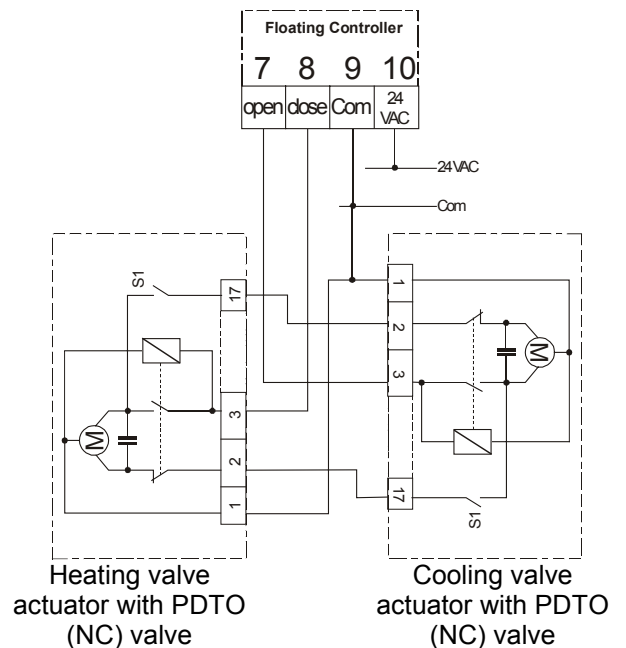 Floating Controller
7 8 9 10
open close Com 24 VAC
24VAC
Com
S1
17
3
2
1
M
1
2
3
17
M
S1
Heating valve
actuator with PDTO
(NC) valve
Cooling valve
actuator with PDTO
(NC) valve